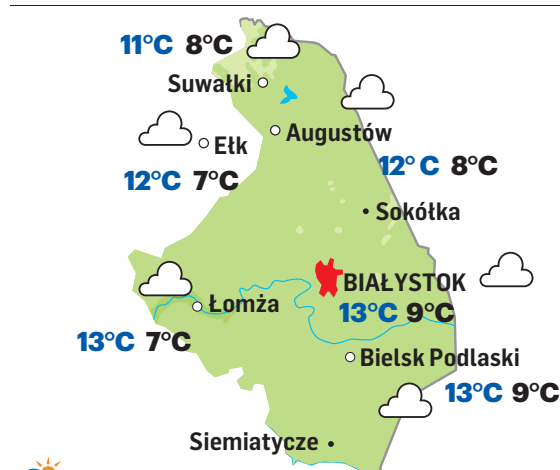 11°C 8°C
Suwałki
Augustów
Ełk
12°C 7°C
12°C 8°C
Sokółka
BIAŁYSTOK
13°C 9°C
Łomża
13°C 7°C
Bielsk Podlaski
13°C 9°C
Siemiatycze